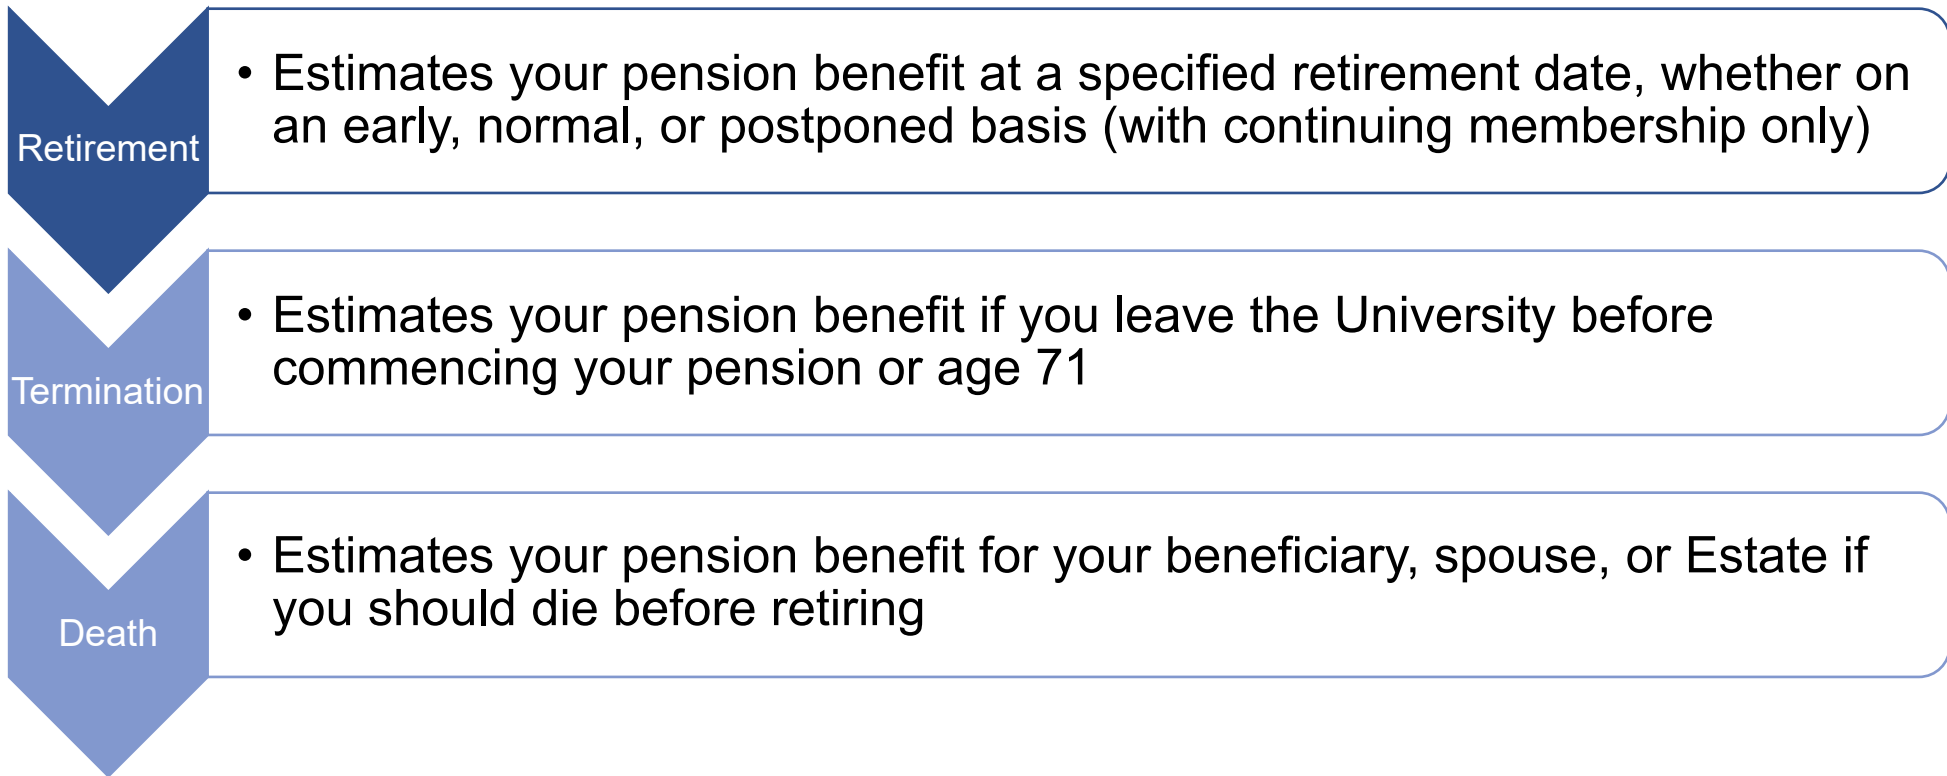 Retirement
• Estimates your pension benefit at a specified retirement date, whether on
an early, normal, or postponed basis (with continuing membership only)
Termination
• Estimates your pension benefit if you leave the University before
commencing your pension or age 71
Death
• Estimates your pension benefit for your beneficiary, spouse, or Estate if
you should die before retiring